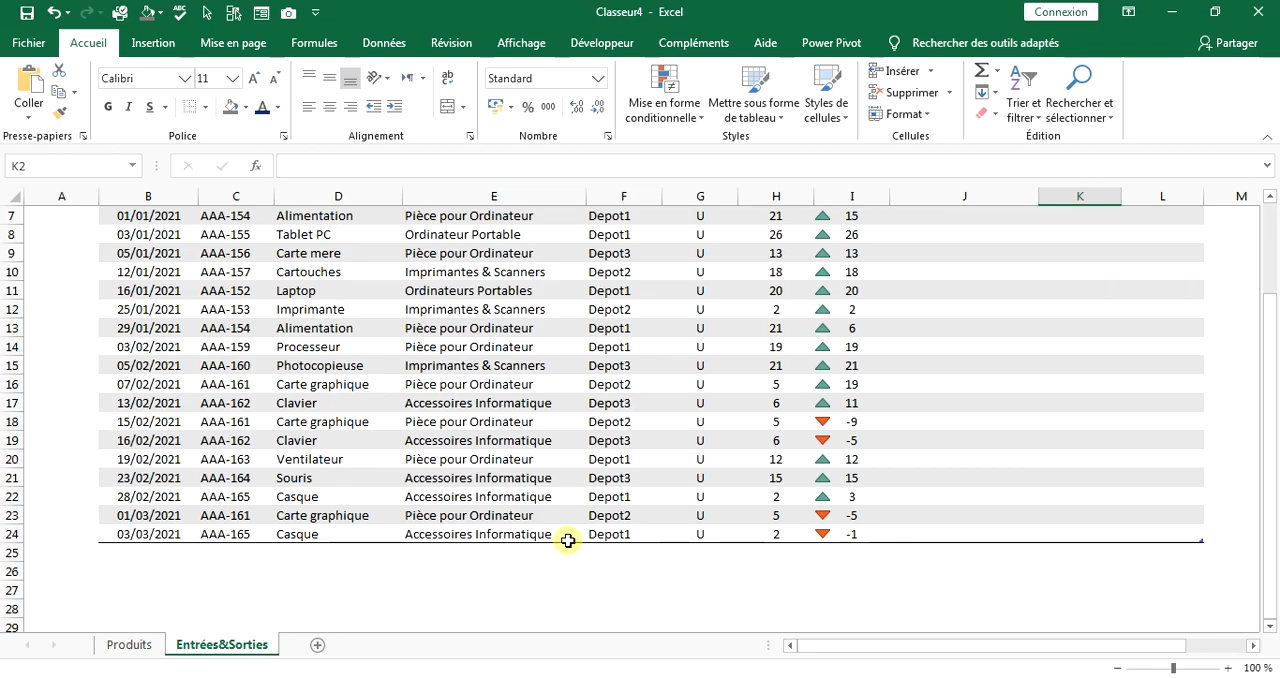 Classeur4 - Excel
Connexion
Fichier Accueil Insertion Mise en page Formules Données Révision Affichage Développeur Compléments Aide Power Pivot Rechercher des outils adaptés Partager
Coller
Presse-papiers
Calibri 11
G I S
Police
ab
Alignement
Standard
% 000
Nombre
Mise en forme conditionnelle
Mettre sous forme de tableau
Styles de cellules
Styles
Insérer
Supprimer
Format
Cellules
Trier et filtrer
Rechercher et sélectionner
Édition
K2
fx
A B C D E F G H I J K L M
7 01/01/2021 AAA-154 Alimentation Pièce pour Ordinateur Depot1 U 21 15
8 03/01/2021 AAA-155 Tablet PC Ordinateur Portable Depot1 U 26 26
9 05/01/2021 AAA-156 Carte mere Pièce pour Ordinateur Depot3 U 13 13
10 12/01/2021 AAA-157 Cartouches Imprimantes & Scanners Depot2 U 18 18
11 16/01/2021 AAA-152 Laptop Ordinateurs Portables Depot1 U 20 20
12 25/01/2021 AAA-153 Imprimante Imprimantes & Scanners Depot2 U 2 2
13 29/01/2021 AAA-154 Alimentation Pièce pour Ordinateur Depot1 U 21 6
14 03/02/2021 AAA-159 Processeur Pièce pour Ordinateur Depot1 U 19 19
15 05/02/2021 AAA-160 Photocopieuse Imprimantes & Scanners Depot3 U 21 21
16 07/02/2021 AAA-161 Carte graphique Pièce pour Ordinateur Depot2 U 5 19
17 13/02/2021 AAA-162 Clavier Accessoires Informatique Depot3 U 6 11
18 15/02/2021 AAA-161 Carte graphique Pièce pour Ordinateur Depot2 U 5 -9
19 16/02/2021 AAA-162 Clavier Accessoires Informatique Depot3 U 6 -5
20 19/02/2021 AAA-163 Ventilateur Pièce pour Ordinateur Depot1 U 12 12
21 23/02/2021 AAA-164 Souris Accessoires Informatique Depot3 U 15 15
22 28/02/2021 AAA-165 Casque Accessoires Informatique Depot1 U 2 3
23 01/03/2021 AAA-161 Carte graphique Pièce pour Ordinateur Depot2 U 5 -5
24 03/03/2021 AAA-165 Casque Accessoires Informatique Depot1 U 2 -1
25
26
27
28
29
Produits Entrées&Sorties
100 %